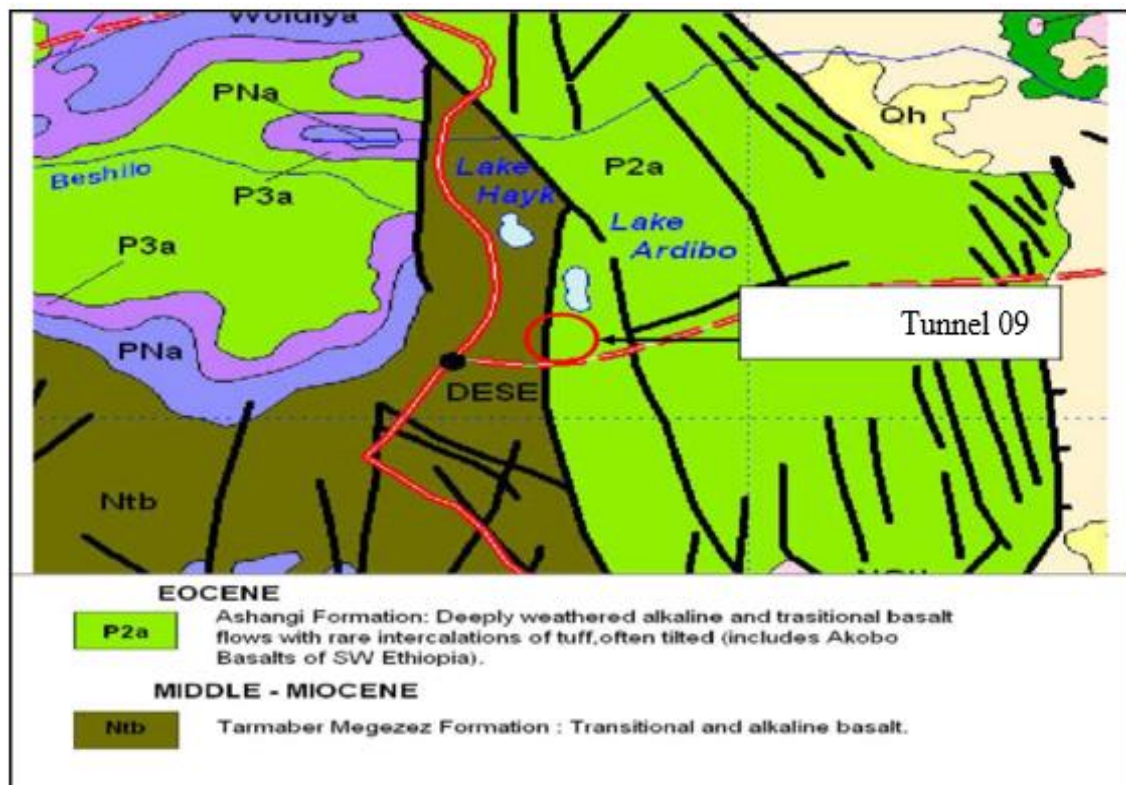 Woldiya
PNa
Qh
Lake
Hayk
P2a
Beshilo
P3a
Lake
Ardibo
P3a
Tunnel 09
PNa
DESE
Ntb
EOCENE
P2a
Ashangi Formation: Deeply weathered alkaline and trasitional basalt
flows with rare intercalations of tuff,often tilted (includes Akobo
Basalts of SW Ethiopia).
MIDDLE - MIOCENE
Ntb
Tarmaber Megezez Formation : Transitional and alkaline basalt.